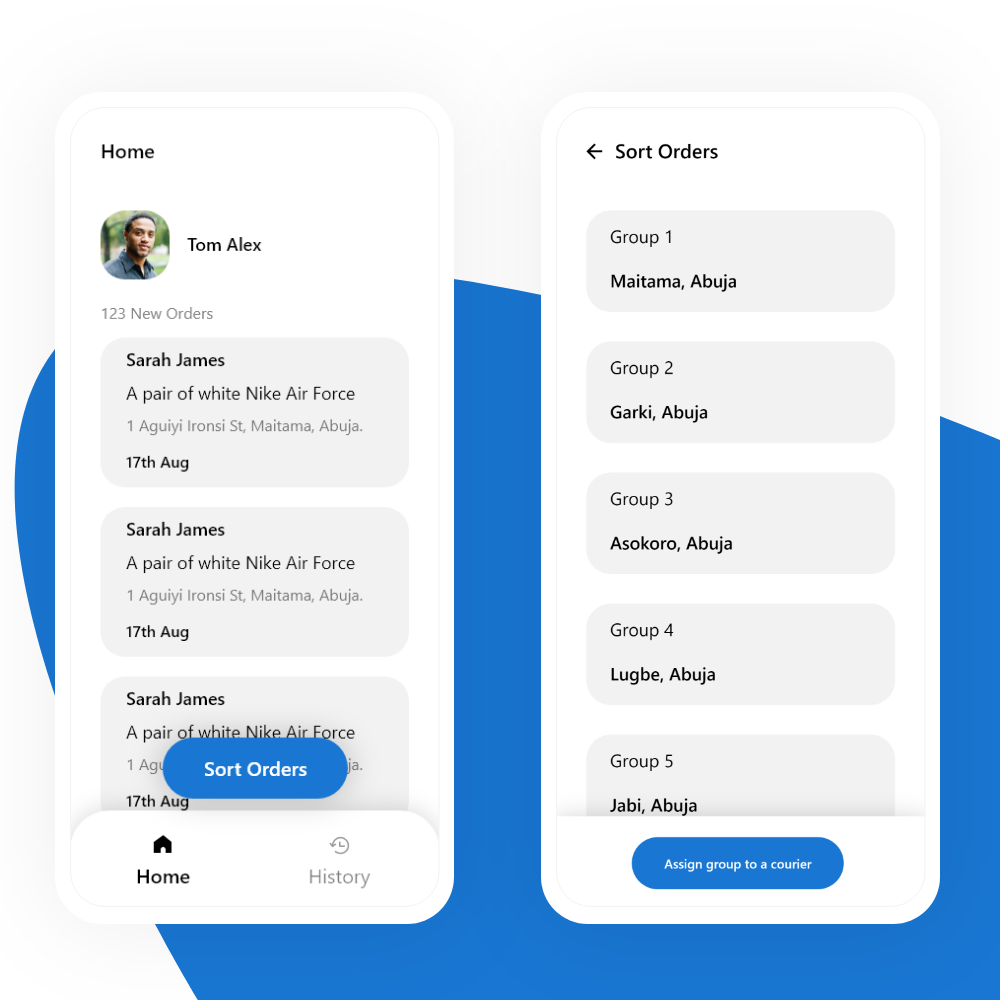 Home
Tom Alex
123 New Orders
Sarah James
A pair of white Nike Air Force
1 Aguiyi Ironsi St, Maitama, Abuja.
17th Aug
Sarah James
A pair of white Nike Air Force
1 Aguiyi Ironsi St, Maitama, Abuja.
17th Aug
Sarah James
A pair of white Nike Air Force
1
Sort Orders
17th Aug
Home
History
Sort Orders
Group 1
Maitama, Abuja
Group 2
Garki, Abuja
Group 3
Asokoro, Abuja
Group 4
Lugbe, Abuja
Group 5
Jabi, Abuja
Assign group to a courier